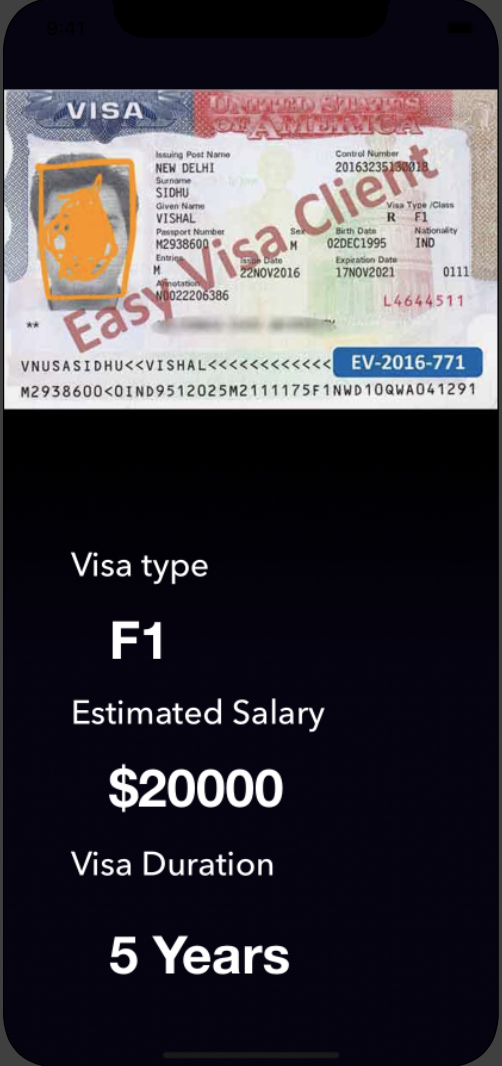 9:41
VISA
UNITED STATES
OF AMERICA
Issuing Post Name
NEW DELHI
Control Number
Surname
SIDHU
Given Name
VISHAL
Visa Type /Class
R F1
Passport Number
M2938600
Sex
M
Birth Date
02DEC1995
Nationality
IND
Entries
M
Issue Date
22NOV2016
Expiration Date
17NOV2021
0111
Annotation
N0022206386
L4644511
Easy Visa Client
**
VNUSASIDHU<<VISHAL<<<<<<<<<<<<
EV-2016-771
M2938600<0IND9512025M2111175F1NWD10QWA041291
Visa type
F1
Estimated Salary
$20000
Visa Duration
5 Years